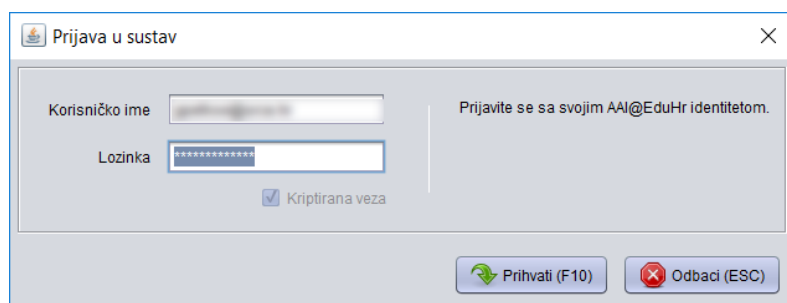 Prijava u sustav
Korisničko ime
Prijavite se sa svojim AAI@EduHr identitetom.
Lozinka
*************
Kriptirana veza
Prihvati (F10)
Odbaci (ESC)